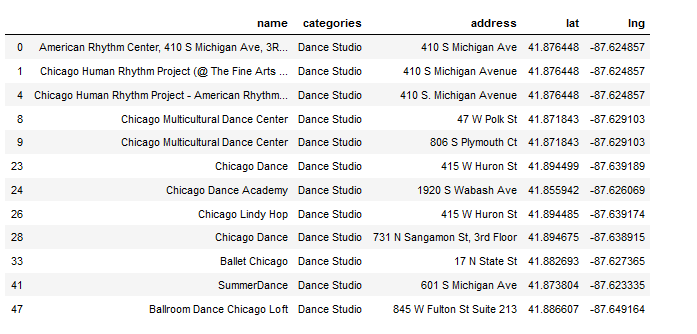 name categories address lat lng
0 American Rhythm Center, 410 S Michigan Ave, 3R... Dance Studio 410 S Michigan Ave 41.876448 -87.624857
1 Chicago Human Rhythm Project (@ The Fine Arts ... Dance Studio 410 S Michigan Avenue 41.876448 -87.624857
4 Chicago Human Rhythm Project - American Rhythm... Dance Studio 410 S. Michigan Avenue 41.876448 -87.624857
8 Chicago Multicultural Dance Center Dance Studio 47 W Polk St 41.871843 -87.629103
9 Chicago Multicultural Dance Center Dance Studio 806 S Plymouth Ct 41.871843 -87.629103
23 Chicago Dance Dance Studio 415 W Huron St 41.894499 -87.639189
24 Chicago Dance Academy Dance Studio 1920 S Wabash Ave 41.855942 -87.626069
26 Chicago Lindy Hop Dance Studio 415 W Huron St 41.894485 -87.639174
28 Chicago Dance Dance Studio 731 N Sangamon St, 3rd Floor 41.894675 -87.638915
33 Ballet Chicago Dance Studio 17 N State St 41.882693 -87.627365
41 SummerDance Dance Studio 601 S Michigan Ave 41.873804 -87.623335
47 Ballroom Dance Chicago Loft Dance Studio 845 W Fulton St Suite 213 41.886607 -87.649164